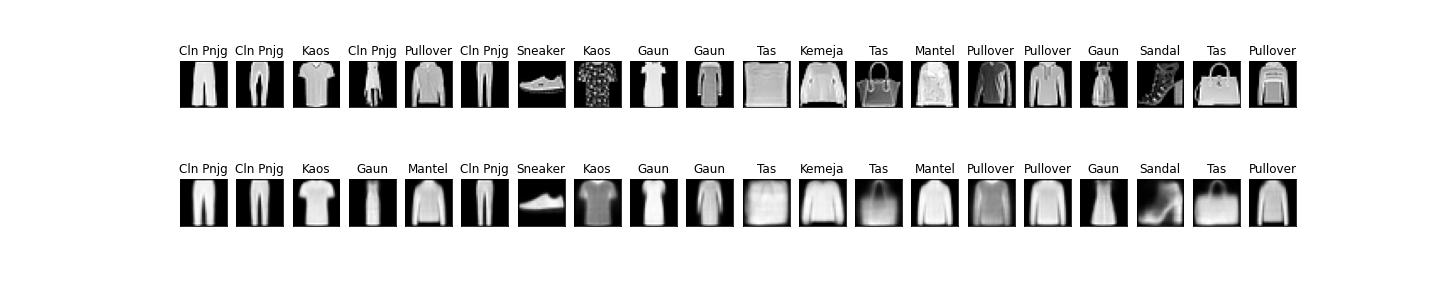 Cln Pnjg Cln Pnjg Kaos Cln Pnjg Pullover Cln Pnjg Sneaker Kaos Gaun Gaun Tas Kemeja Tas Mantel Pullover Pullover Gaun Sandal Tas Pullover
Cln Pnjg Cln Pnjg Kaos Gaun Mantel Cln Pnjg Sneaker Kaos Gaun Gaun Tas Kemeja Tas Mantel Pullover Pullover Gaun Sandal Tas Pullover